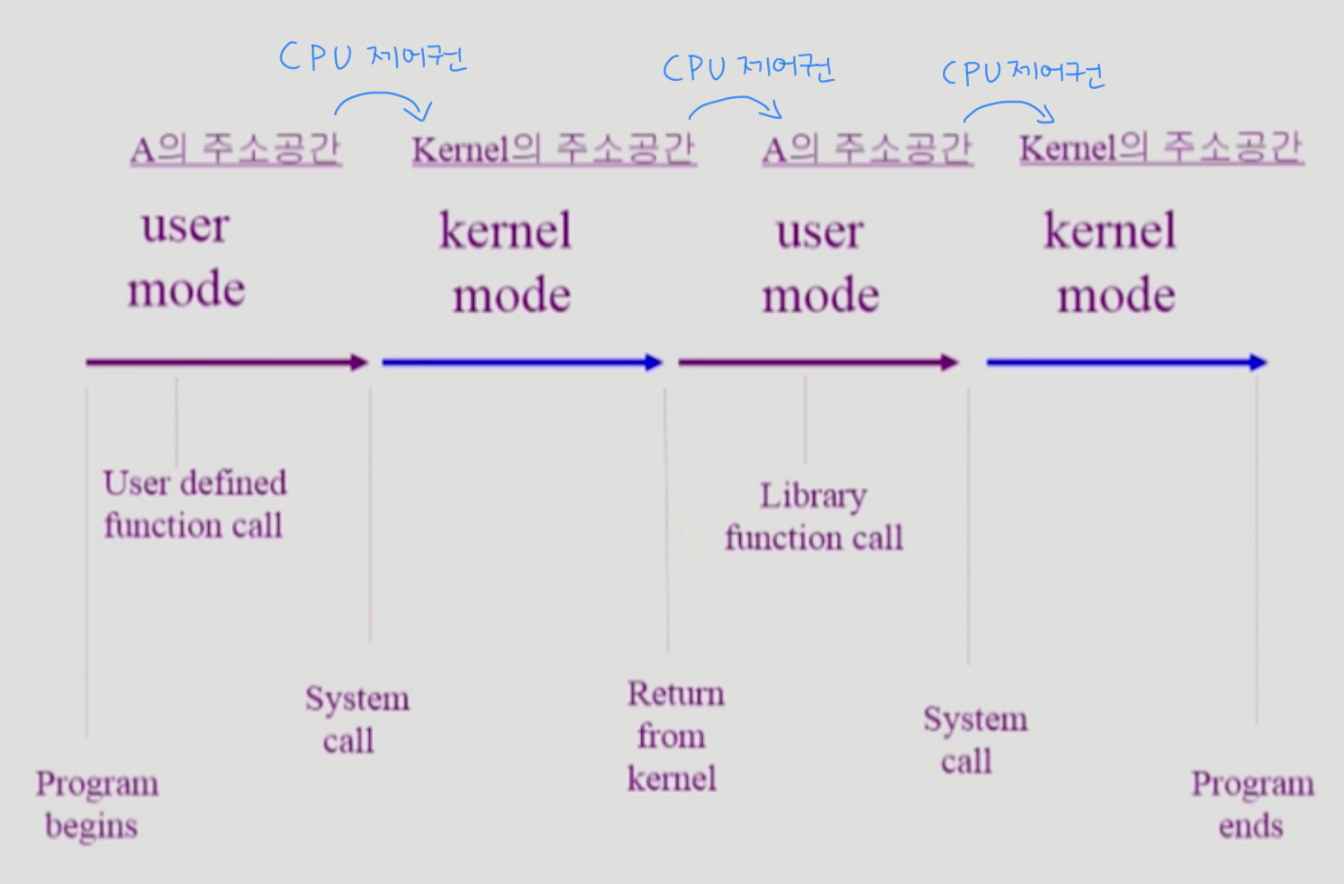 CPU 제어권
CPU 제어권
CPU 제어권
A의 주소공간
Kernel의 주소공간
A의 주소공간
Kernel의 주소공간
user
mode
kernel
mode
user
mode
kernel
mode
User defined
function call
Library
function call
System
call
Return
from
kernel
System
call
Program
begins
Program
ends